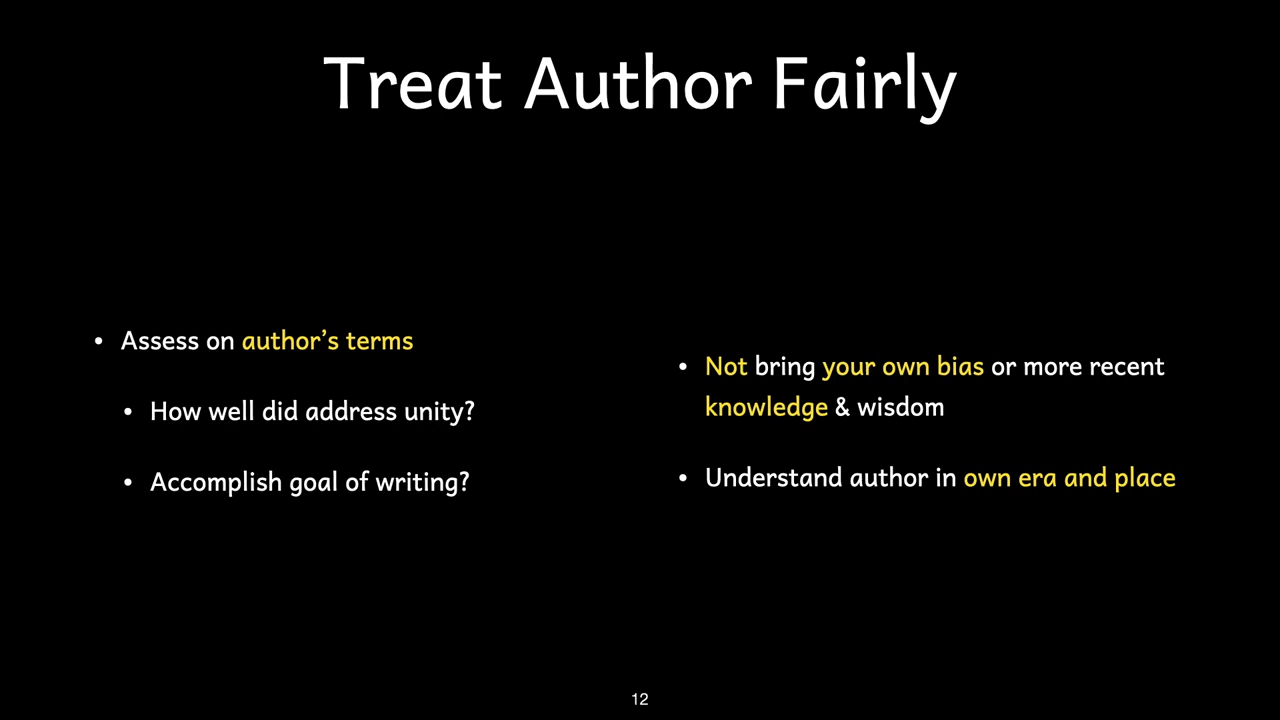 Treat Author Fairly
• Assess on author’s terms
• How well did address unity?
• Accomplish goal of writing?
• Not bring your own bias or more recent
knowledge & wisdom
• Understand author in own era and place
12